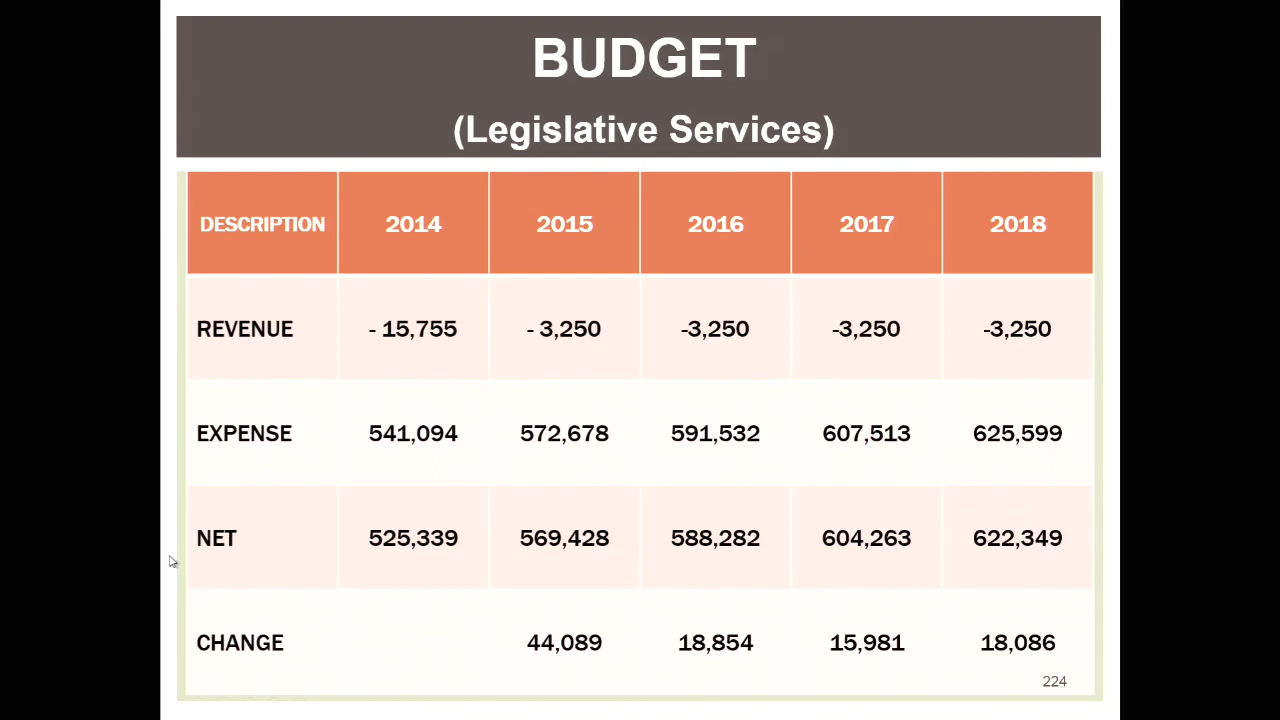 BUDGET
(Legislative Services)
DESCRIPTION 2014 2015 2016 2017 2018
REVENUE - 15,755 - 3,250 -3,250 -3,250 -3,250
EXPENSE 541,094 572,678 591,532 607,513 625,599
NET 525,339 569,428 588,282 604,263 622,349
CHANGE 44,089 18,854 15,981 18,086
224